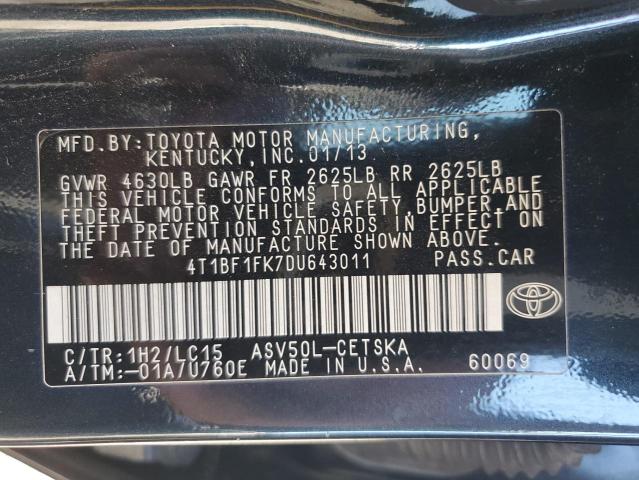 MFD.BY:TOYOTA MOTOR MANUFACTURING,
KENTUCKY, INC. 01/13
GVWR 4630LB GAWR FR 2625LB RR 2625LB
THIS VEHICLE CONFORMS TO ALL APPLICABLE
FEDERAL MOTOR VEHICLE SAFETY, BUMPER, AND
THEFT PREVENTION STANDARDS IN EFFECT ON
THE DATE OF MANUFACTURE SHOWN ABOVE.
4T1BF1FK7DU643011 PASS.CAR
C/TR:1H2/LC15 ASV50L-CETSKA
A/TM:-01A/U760E MADE IN U.S.A. 60069